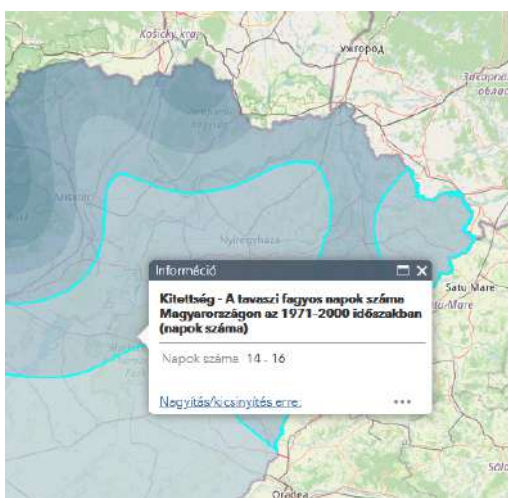 Košický kraj
Ужгород
Nyíregyháza
Információ
Kitettség - A tavaszi fagyos napok száma
Magyarországon az 1971-2000 időszakban
(napok száma)
Napok száma 14 - 16
Nagyítás/kicsinyítés erre:
Satu Mare
Satu Mare
Oradea